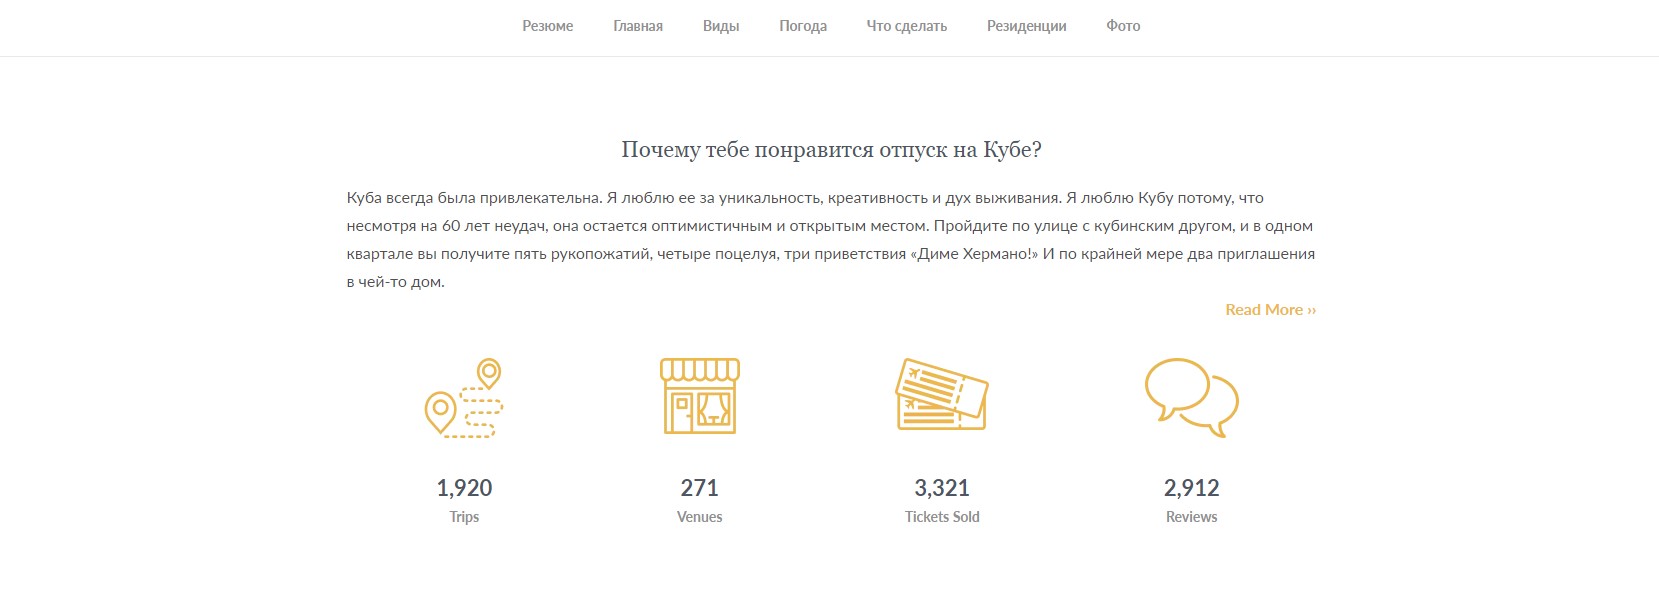 Резюме Главная Виды Погода Что сделать Резиденции Фото
Почему тебе понравится отпуск на Кубе?
Куба всегда была привлекательна. Я люблю ее за уникальность, креативность и дух выживания. Я люблю Кубу потому, что
несмотря на 60 лет неудач, она остается оптимистичным и открытым местом. Пройдите по улице с кубинским другом, и в одном
квартале вы получите пять рукопожатий, четыре поцелуя, три приветствия «Диме Хермано!» И по крайней мере два приглашения
в чей-то дом.
Read More ››
1,920 271 3,321 2,912
Trips Venues Tickets Sold Reviews